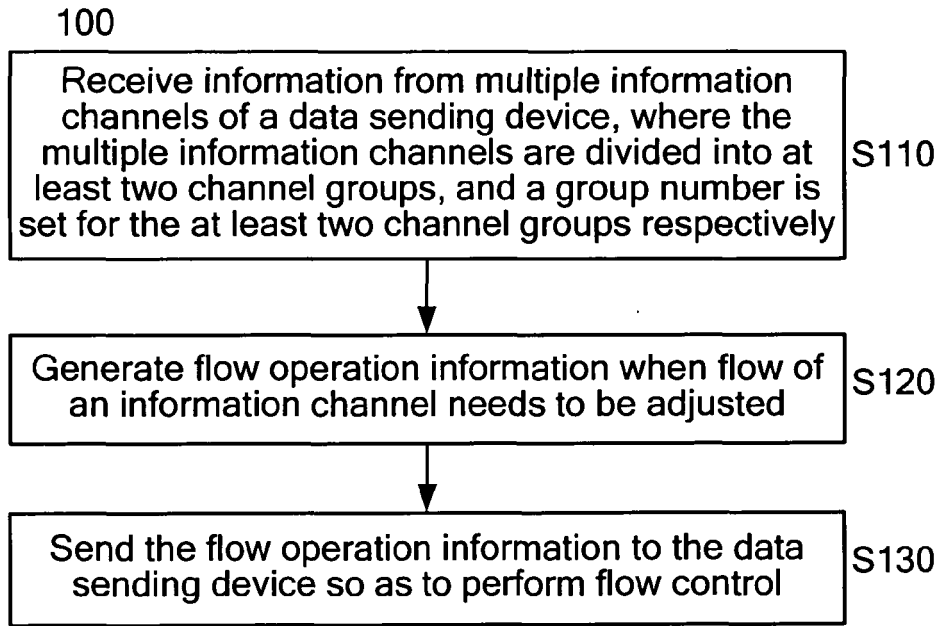 100
Receive information from multiple information
channels of a data sending device, where the
multiple information channels are divided into at
least two channel groups, and a group number is
set for the at least two channel groups respectively
S110
Generate flow operation information when flow of
an information channel needs to be adjusted
S120
Send the flow operation information to the data
sending device so as to perform flow control
S130